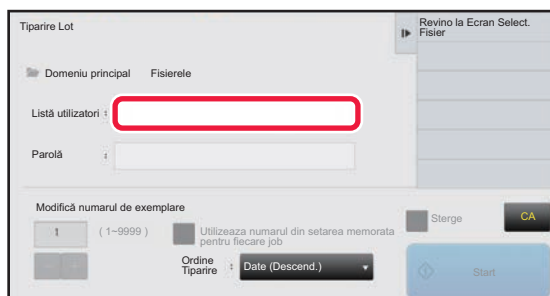 Tiparire Lot
Revino la Ecran Select.
Fisier
Domeniu principal Fisierele
Listă utilizatori :
Parolă :
Modifică numarul de exemplare
1 ( 1~9999 )
Utilizeaza numarul din setarea memorata
pentru fiecare job
Sterge
CA
Ordine
Tiparire : Date (Descend.)
Start